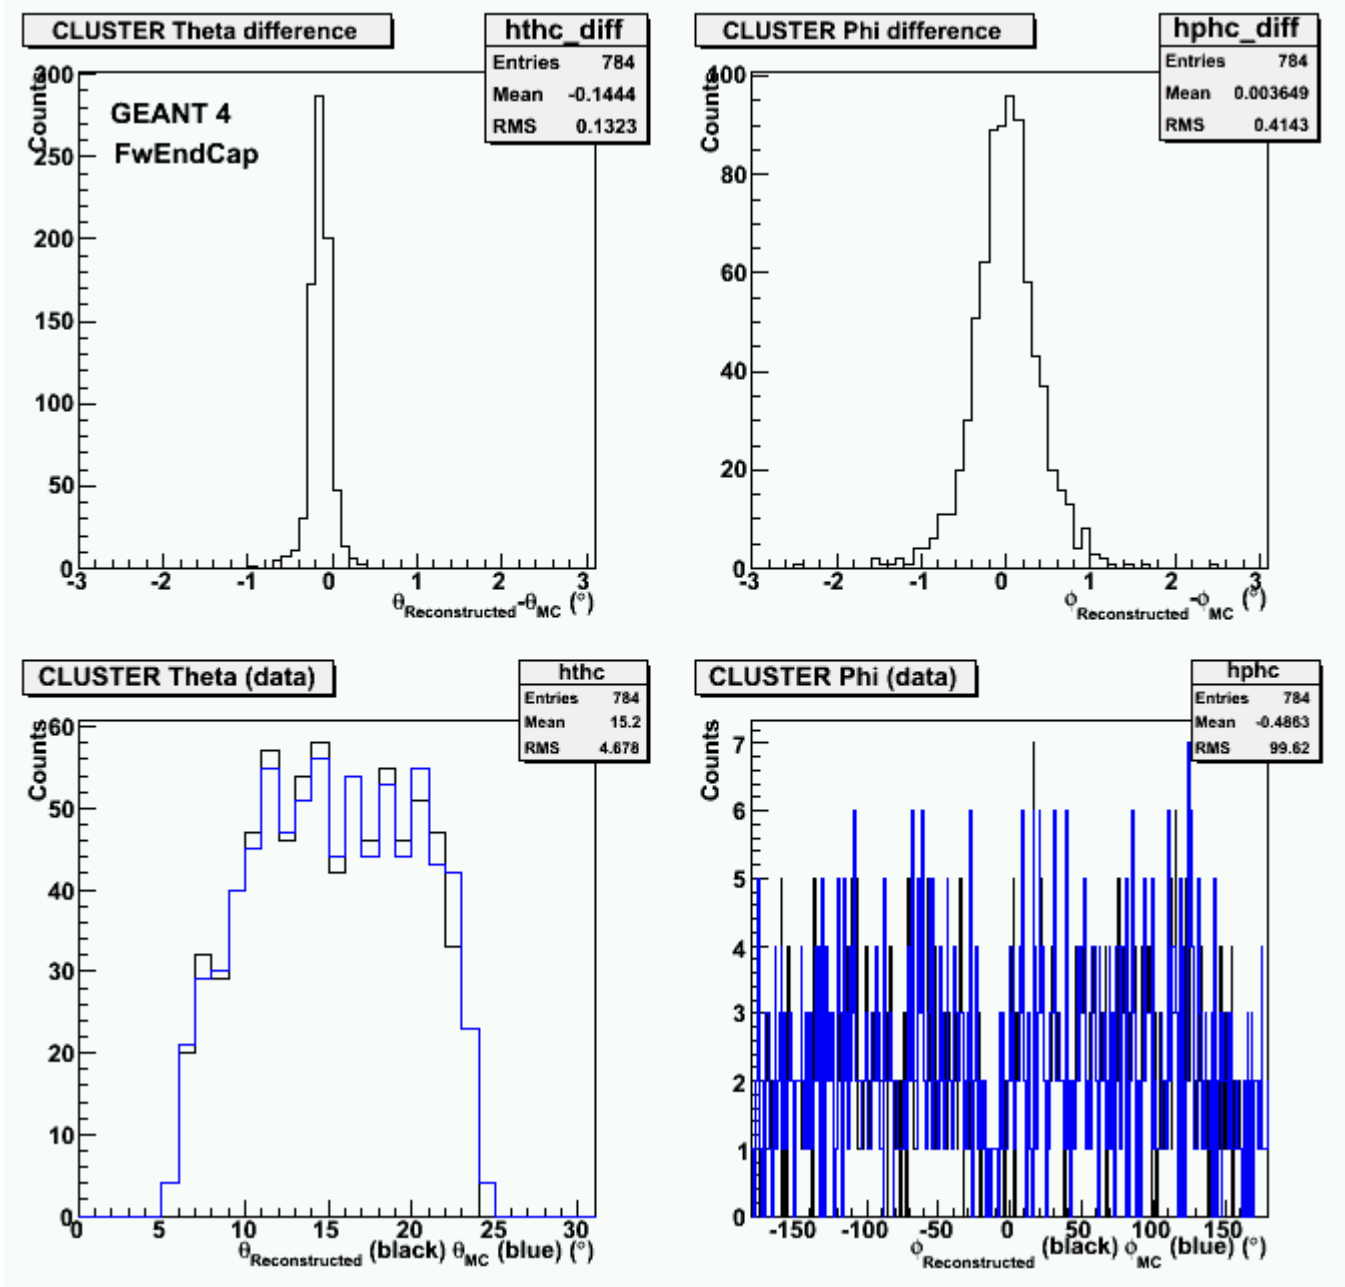 CLUSTER Theta difference
hthc_diff
Entries 784
Mean -0.1444
RMS 0.1323
Counts
GEANT 4
FwEndCap
300
250
200
150
100
50
0
-3 -2 -1 0 1 2 3
θReconstructed-θMC (°)
CLUSTER Phi difference
hphc_diff
Entries 784
Mean 0.003649
RMS 0.4143
Counts
100
80
60
40
20
0
-3 -2 -1 0 1 2 3
ϕReconstructed-ϕMC (°)
CLUSTER Theta (data)
hthc
Entries 784
Mean 15.2
RMS 4.678
Counts
60
50
40
30
20
10
0
0 5 10 15 20 25 30
θReconstructed (black) θMC (blue) (°)
CLUSTER Phi (data)
hphc
Entries 784
Mean -0.4863
RMS 99.62
Counts
7
6
5
4
3
2
1
0
-150 -100 -50 0 50 100 150
ϕReconstructed (black) ϕMC (blue) (°)